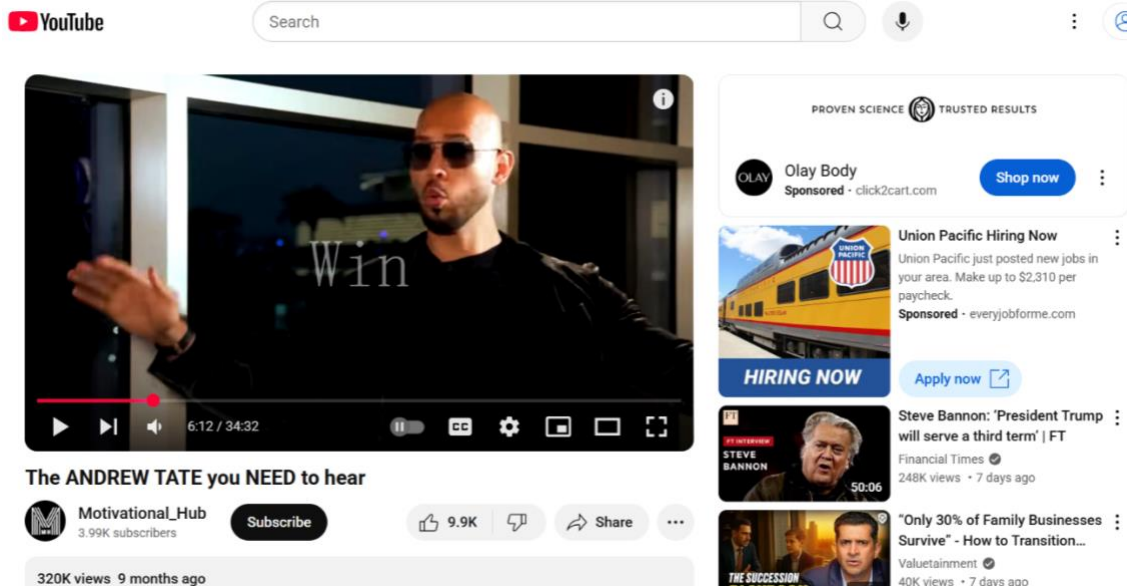 YouTube
Search
Win
6:12 / 34:32
CC
The ANDREW TATE you NEED to hear
Motivational_Hub
3.99K subscribers
Subscribe
9.9K
Share
320K views 9 months ago
PROVEN SCIENCE TRUSTED RESULTS
OLAY
Olay Body
Sponsored · click2cart.com
Shop now
UNION
PACIFIC
HIRING NOW
Union Pacific Hiring Now
Union Pacific just posted new jobs in
your area. Make up to $2,310 per
paycheck.
Sponsored · everyjobforme.com
Apply now
FT
FT INTERVIEW
STEVE
BANNON
50:06
Steve Bannon: 'President Trump
will serve a third term' | FT
Financial Times
248K views • 7 days ago
THE SUCCESSION
"Only 30% of Family Businesses
Survive" - How to Transition...
Valuetainment
40K views • 7 days ago